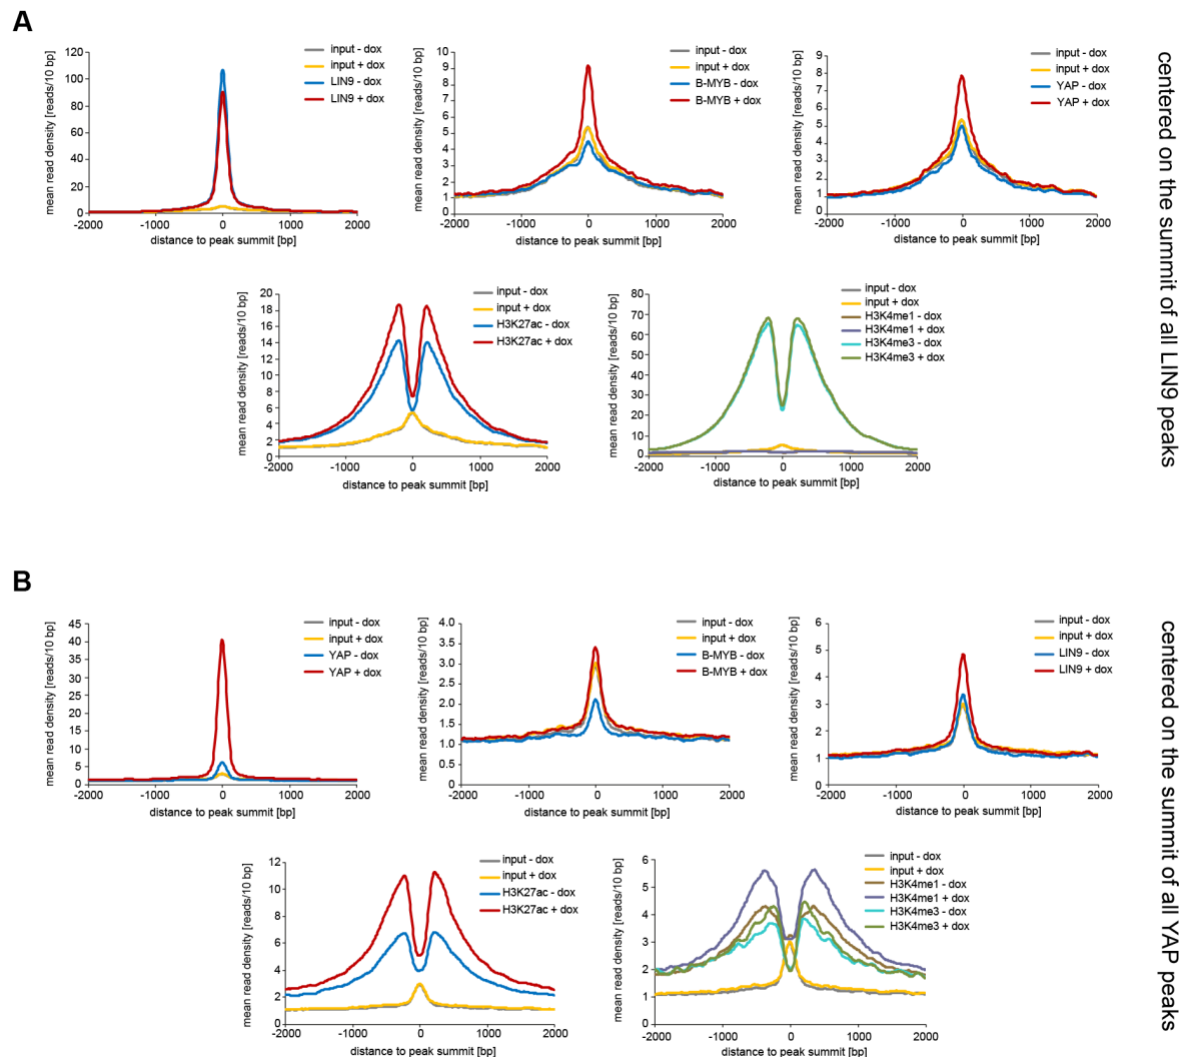 A
mean read density [reads/10 bp]
120
100
80
60
40
20
0
-2000 -1000 0 1000 2000
distance to peak summit [bp]
input - dox
input + dox
LIN9 - dox
LIN9 + dox
mean read density [reads/10 bp]
10
9
8
7
6
5
4
3
2
1
0
-2000 -1000 0 1000 2000
distance to peak summit [bp]
input - dox
input + dox
B-MYB - dox
B-MYB + dox
mean read density [reads/10 bp]
9
8
7
6
5
4
3
2
1
0
-2000 -1000 0 1000 2000
distance to peak summit [bp]
input - dox
input + dox
YAP - dox
YAP + dox
mean read density [reads/10 bp]
20
18
16
14
12
10
8
6
4
2
0
-2000 -1000 0 1000 2000
distance to peak summit [bp]
input - dox
input + dox
H3K27ac - dox
H3K27ac + dox
mean read density [reads/10 bp]
80
70
60
50
40
30
20
10
0
-2000 -1000 0 1000 2000
distance to peak summit [bp]
input - dox
input + dox
H3K4me1 - dox
H3K4me1 + dox
H3K4me3 - dox
H3K4me3 + dox
centered on the summit of all LIN9 peaks
B
mean read density [reads/10 bp]
45
40
35
30
25
20
15
10
5
0
-2000 -1000 0 1000 2000
distance to peak summit [bp]
input - dox
input + dox
YAP - dox
YAP + dox
mean read density [reads/10 bp]
4.0
3.5
3.0
2.5
2.0
1.5
1.0
0.5
0
-2000 -1000 0 1000 2000
distance to peak summit [bp]
input - dox
input + dox
B-MYB - dox
B-MYB + dox
mean read density [reads/10 bp]
6
5
4
3
2
1
0
-2000 -1000 0 1000 2000
distance to peak summit [bp]
input - dox
input + dox
LIN9 - dox
LIN9 + dox
mean read density [reads/10 bp]
12
10
8
6
4
2
0
-2000 -1000 0 1000 2000
distance to peak summit [bp]
input - dox
input + dox
H3K27ac - dox
H3K27ac + dox
mean read density [reads/10 bp]
6
5
4
3
2
1
0
-2000 -1000 0 1000 2000
distance to peak summit [bp]
input - dox
input + dox
H3K4me1 - dox
H3K4me1 + dox
H3K4me3 - dox
H3K4me3 + dox
centered on the summit of all YAP peaks